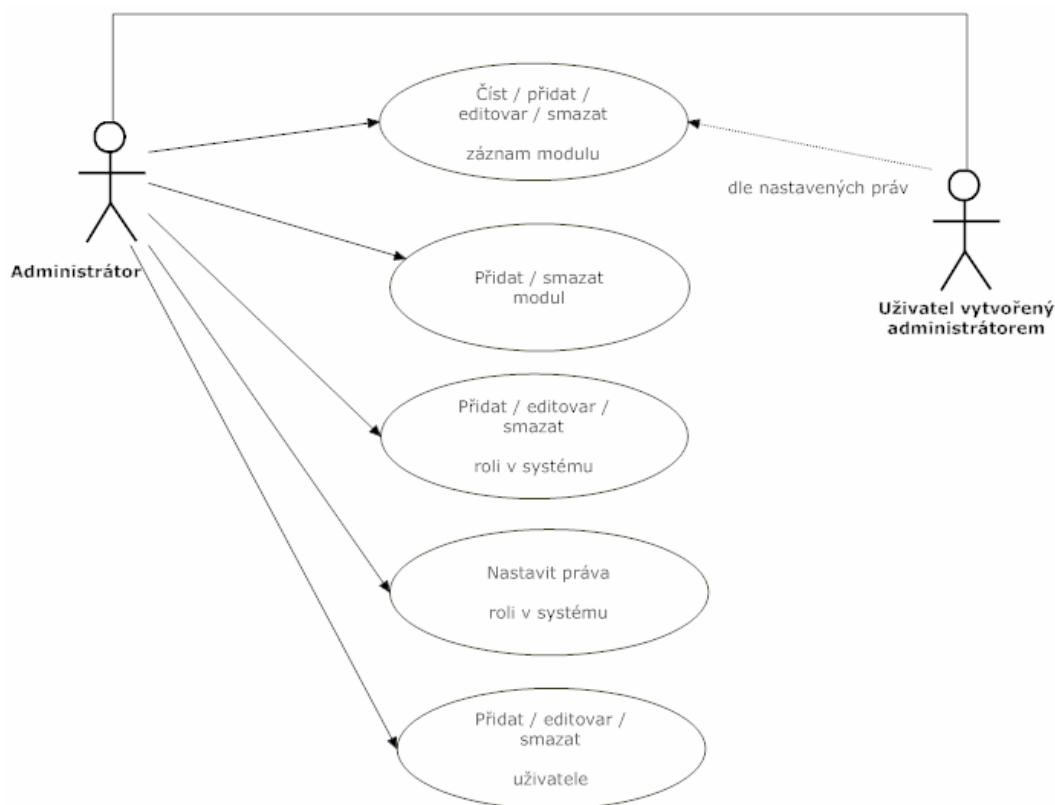 Číst / přidat /
editovar / smazat
záznam modulu
dle nastavených práv
Administrátor
Přidat / smazat
modul
Uživatel vytvořený
administrátorem
Přidat / editovar /
smazat
roli v systému
Nastavit práva
roli v systému
Přidat / editovar /
smazat
uživatele